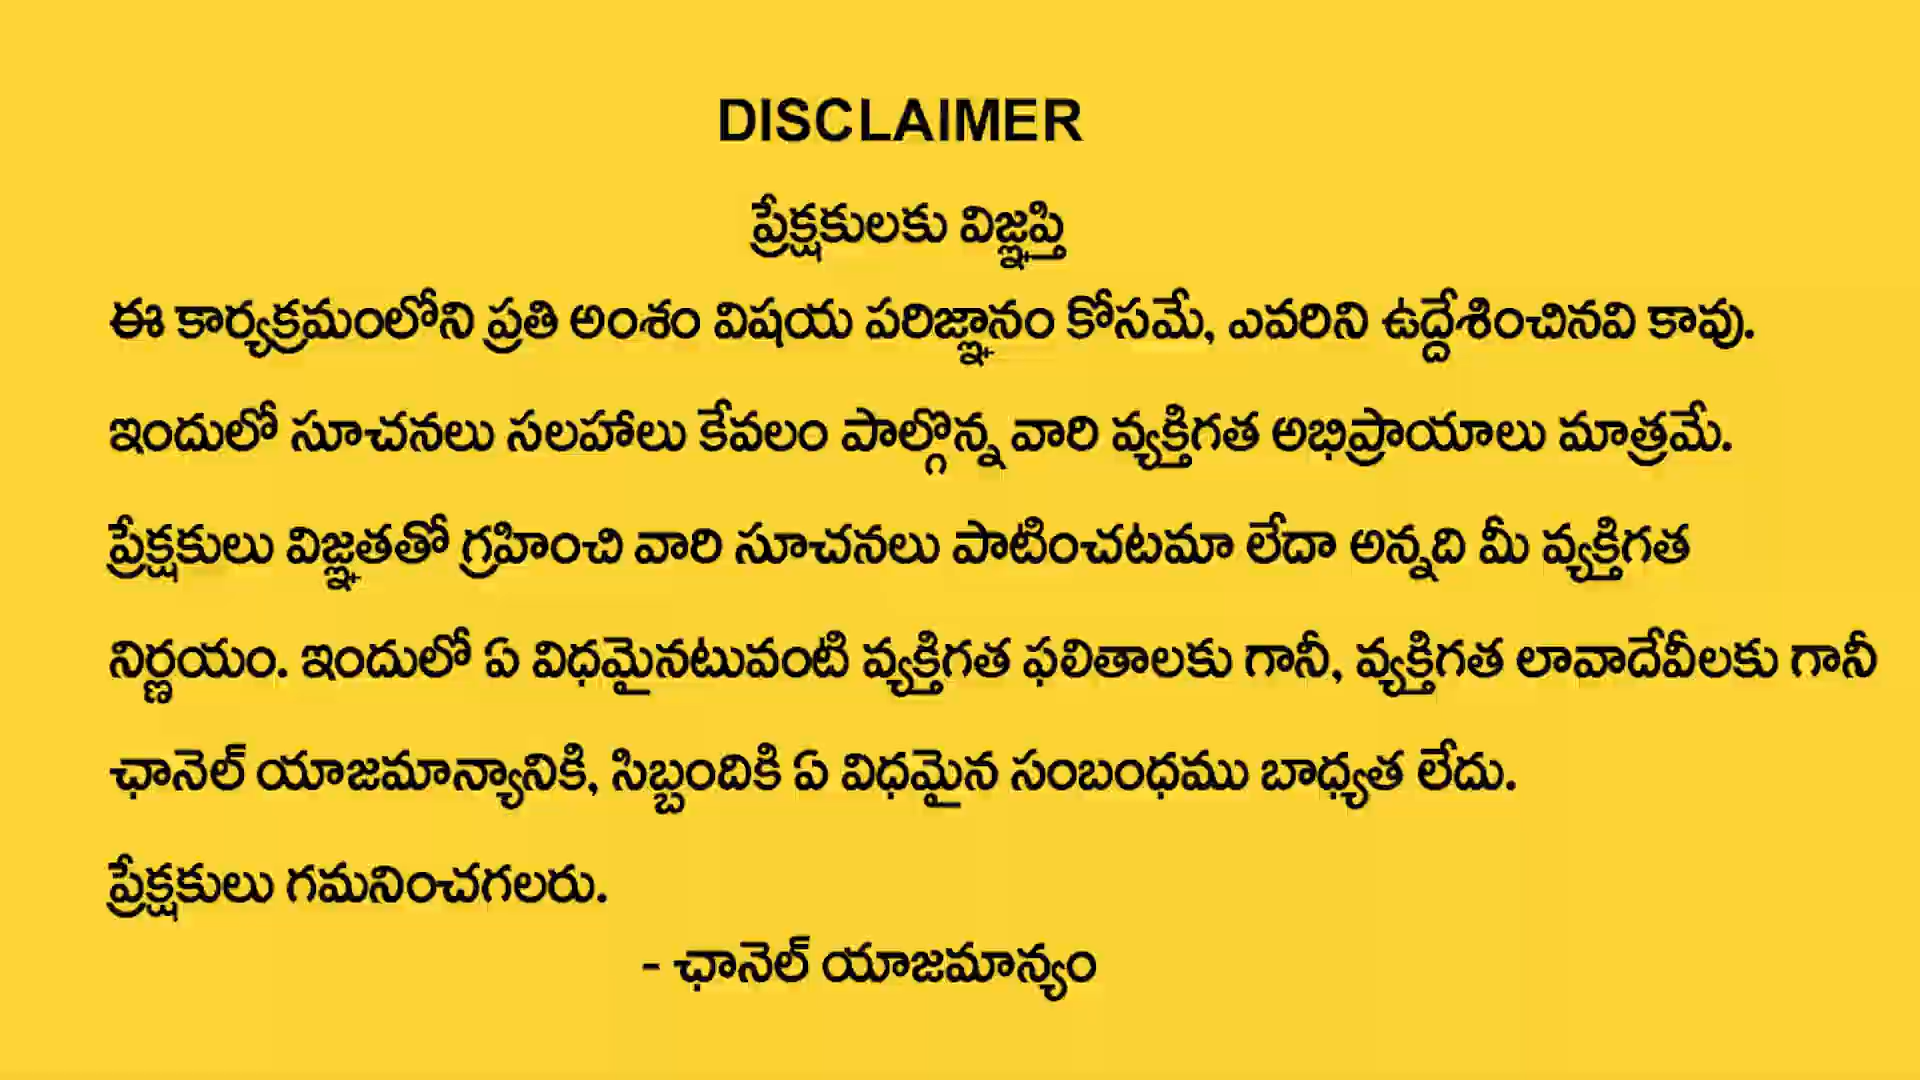 DISCLAIMER
ప్రేక్షకులకు విజ్ఞప్తి
ఈ కార్యక్రమంలోని ప్రతి అంశం విషయ పరిజ్ఞానం కోసమే, ఎవరిని ఉద్దేశించినవి కావు.
ఇందులో సూచనలు సలహాలు కేవలం పాల్గొన్న వారి వ్యక్తిగత అభిప్రాయాలు మాత్రమే.
ప్రేక్షకులు విజ్ఞతతో గ్రహించి వారి సూచనలు పాటించటమా లేదా అన్నది మీ వ్యక్తిగత
నిర్ణయం. ఇందులో ఏ విధమైనటువంటి వ్యక్తిగత ఫలితాలకు గానీ, వ్యక్తిగత లావాదేవీలకు గానీ
ఛానెల్ యాజమాన్యానికి, సిబ్బందికి ఏ విధమైన సంబంధము బాధ్యత లేదు.
ప్రేక్షకులు గమనించగలరు.
- ఛానెల్ యాజమాన్యం